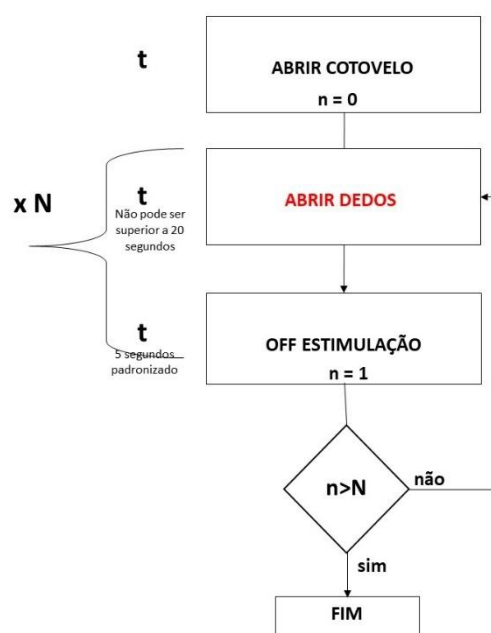 t
ABRIR COTOVELO
n = 0
x N
t
Não pode ser
superior a 20
segundos
ABRIR DEDOS
t
5 segundos
padronizado
OFF ESTIMULAÇÃO
n = 1
n>N
não
sim
FIM